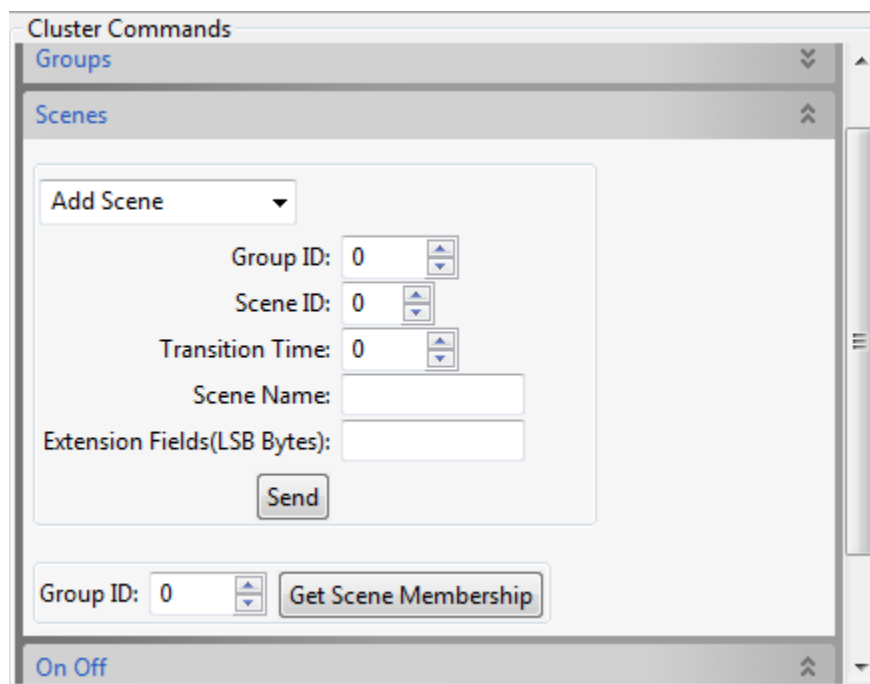 Cluster Commands
Groups
Scenes
Add Scene
Group ID: 0
Scene ID: 0
Transition Time: 0
Scene Name:
Extension Fields(LSB Bytes):
Send
Group ID: 0 Get Scene Membership
On Off